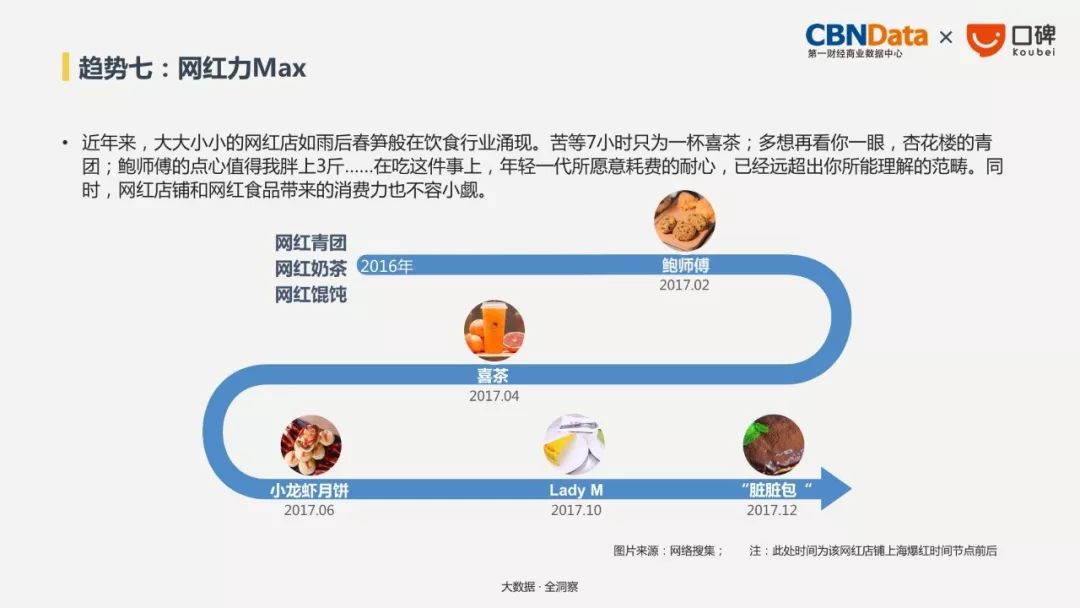 CBNData × 口碑
第一财经商业数据中心 Koubei
趋势七：网红力Max
• 近年来，大大小小的网红店如雨后春笋般在饮食行业涌现。苦等7小时只为一杯喜茶；多想再看你一眼，杏花楼的青
团；鲍师傅的点心值得我胖上3斤......在吃这件事上，年轻一代所愿意耗费的耐心，已经远超出你所能理解的范畴。同
时，网红店铺和网红食品带来的消费力也不容小觑。
网红青团
网红奶茶
网红馄饨
2016年
鲍师傅
2017.02
喜茶
2017.04
小龙虾月饼
2017.06
Lady M
2017.10
“脏脏包 “
2017.12
图片来源：网络搜集； 注：此处时间为该网红店铺上海爆红时间节点前后
大数据 · 全洞察